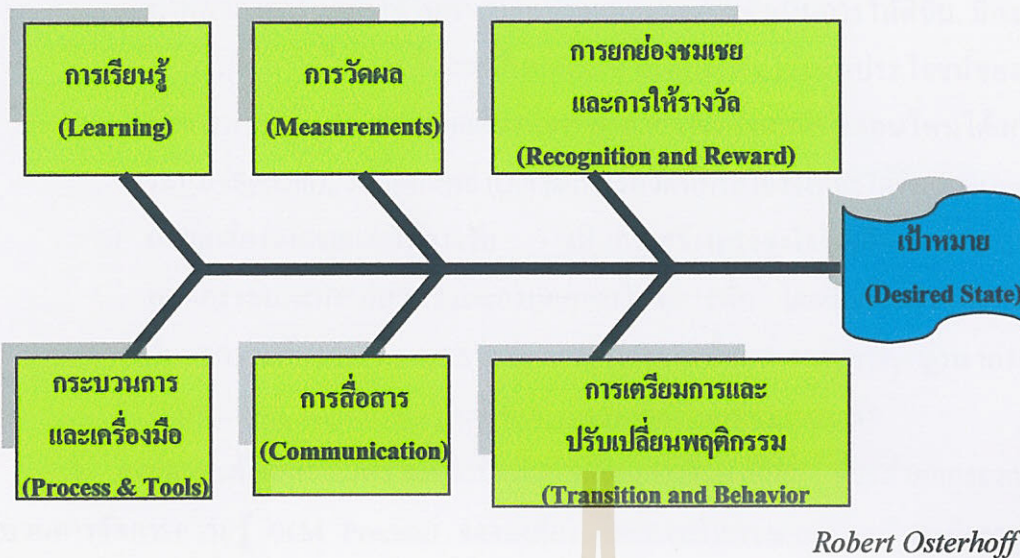 การเรียนรู้
(Learning)
การวัดผล
(Measurements)
การยกย่องชมเชย
และการให้รางวัล
(Recognition and Reward)
เป้าหมาย
(Desired State)
กระบวนการ
และเครื่องมือ
(Process & Tools)
การสื่อสาร
(Communication)
การเตรียมการและ
ปรับเปลี่ยนพฤติกรรม
(Transition and Behavior
Robert Osterhoff